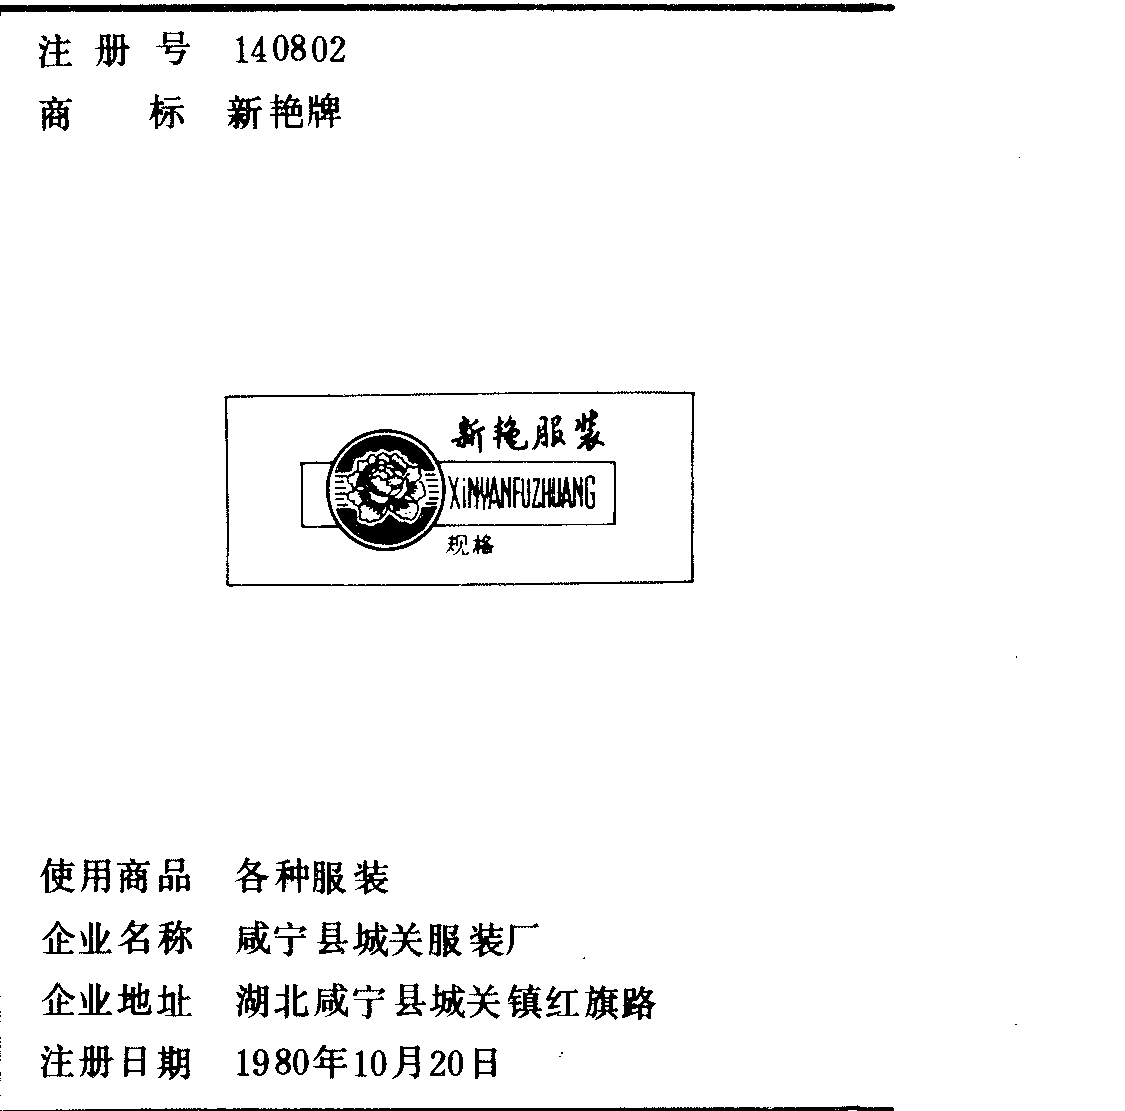 注册号 140802
商标 新艳牌
新艳服装
XiNYANFUZHUANG
规格
使用商品 各种服装
企业名称 咸宁县城关服装厂
企业地址 湖北咸宁县城关镇红旗路
注册日期 1980年10月20日